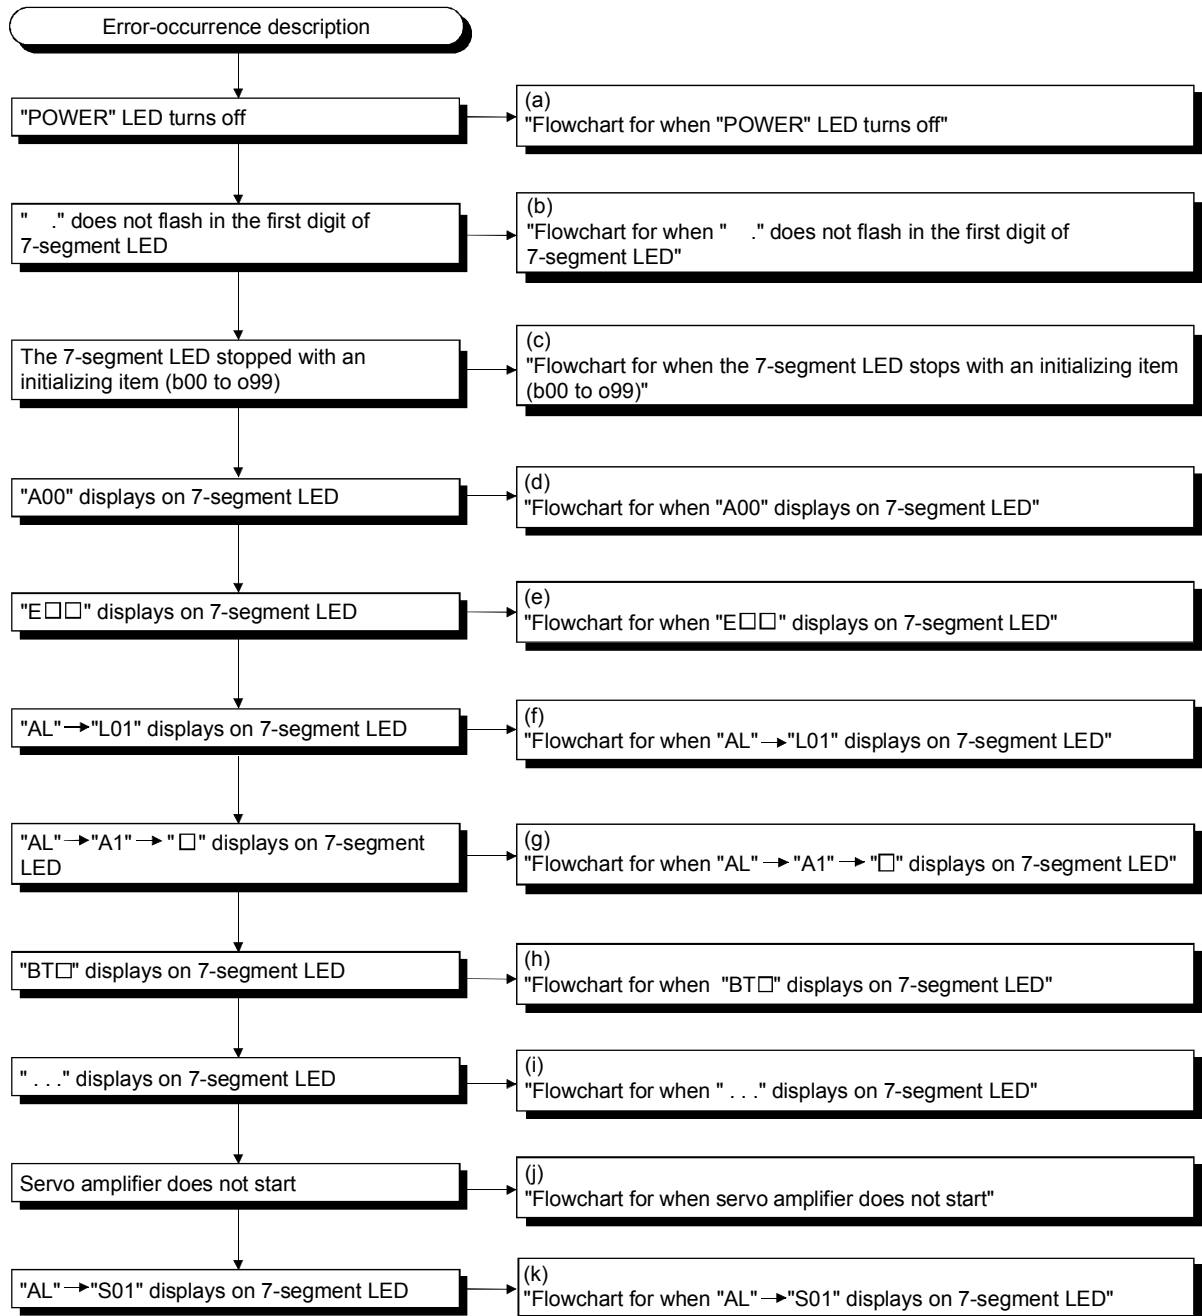 Error-occurrence description
"POWER" LED turns off
(a)
"Flowchart for when "POWER" LED turns off"
" ." does not flash in the first digit of
7-segment LED
(b)
"Flowchart for when " ." does not flash in the first digit of
7-segment LED"
The 7-segment LED stopped with an
initializing item (b00 to o99)
(c)
"Flowchart for when the 7-segment LED stops with an initializing item
(b00 to o99)"
"A00" displays on 7-segment LED
(d)
"Flowchart for when "A00" displays on 7-segment LED"
"E□□" displays on 7-segment LED
(e)
"Flowchart for when "E□□" displays on 7-segment LED"
"AL"→"L01" displays on 7-segment LED
(f)
"Flowchart for when "AL"→"L01" displays on 7-segment LED"
"AL"→"A1"→"□" displays on 7-segment
LED
(g)
"Flowchart for when "AL"→"A1"→"□" displays on 7-segment LED"
"BT□" displays on 7-segment LED
(h)
"Flowchart for when "BT□" displays on 7-segment LED"
" . . ." displays on 7-segment LED
(i)
"Flowchart for when " . . ." displays on 7-segment LED"
Servo amplifier does not start
(j)
"Flowchart for when servo amplifier does not start"
"AL"→"S01" displays on 7-segment LED
(k)
"Flowchart for when "AL"→"S01" displays on 7-segment LED"